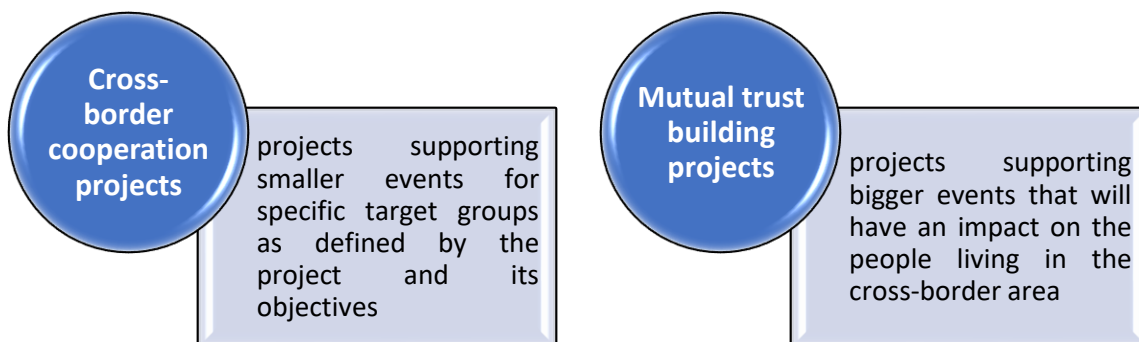 Cross-
border
cooperation
projects
projects supporting
smaller events for
specific target groups
as defined by the
project and its
objectives
Mutual trust
building
projects
projects supporting
bigger events that will
have an impact on the
people living in the
cross-border area